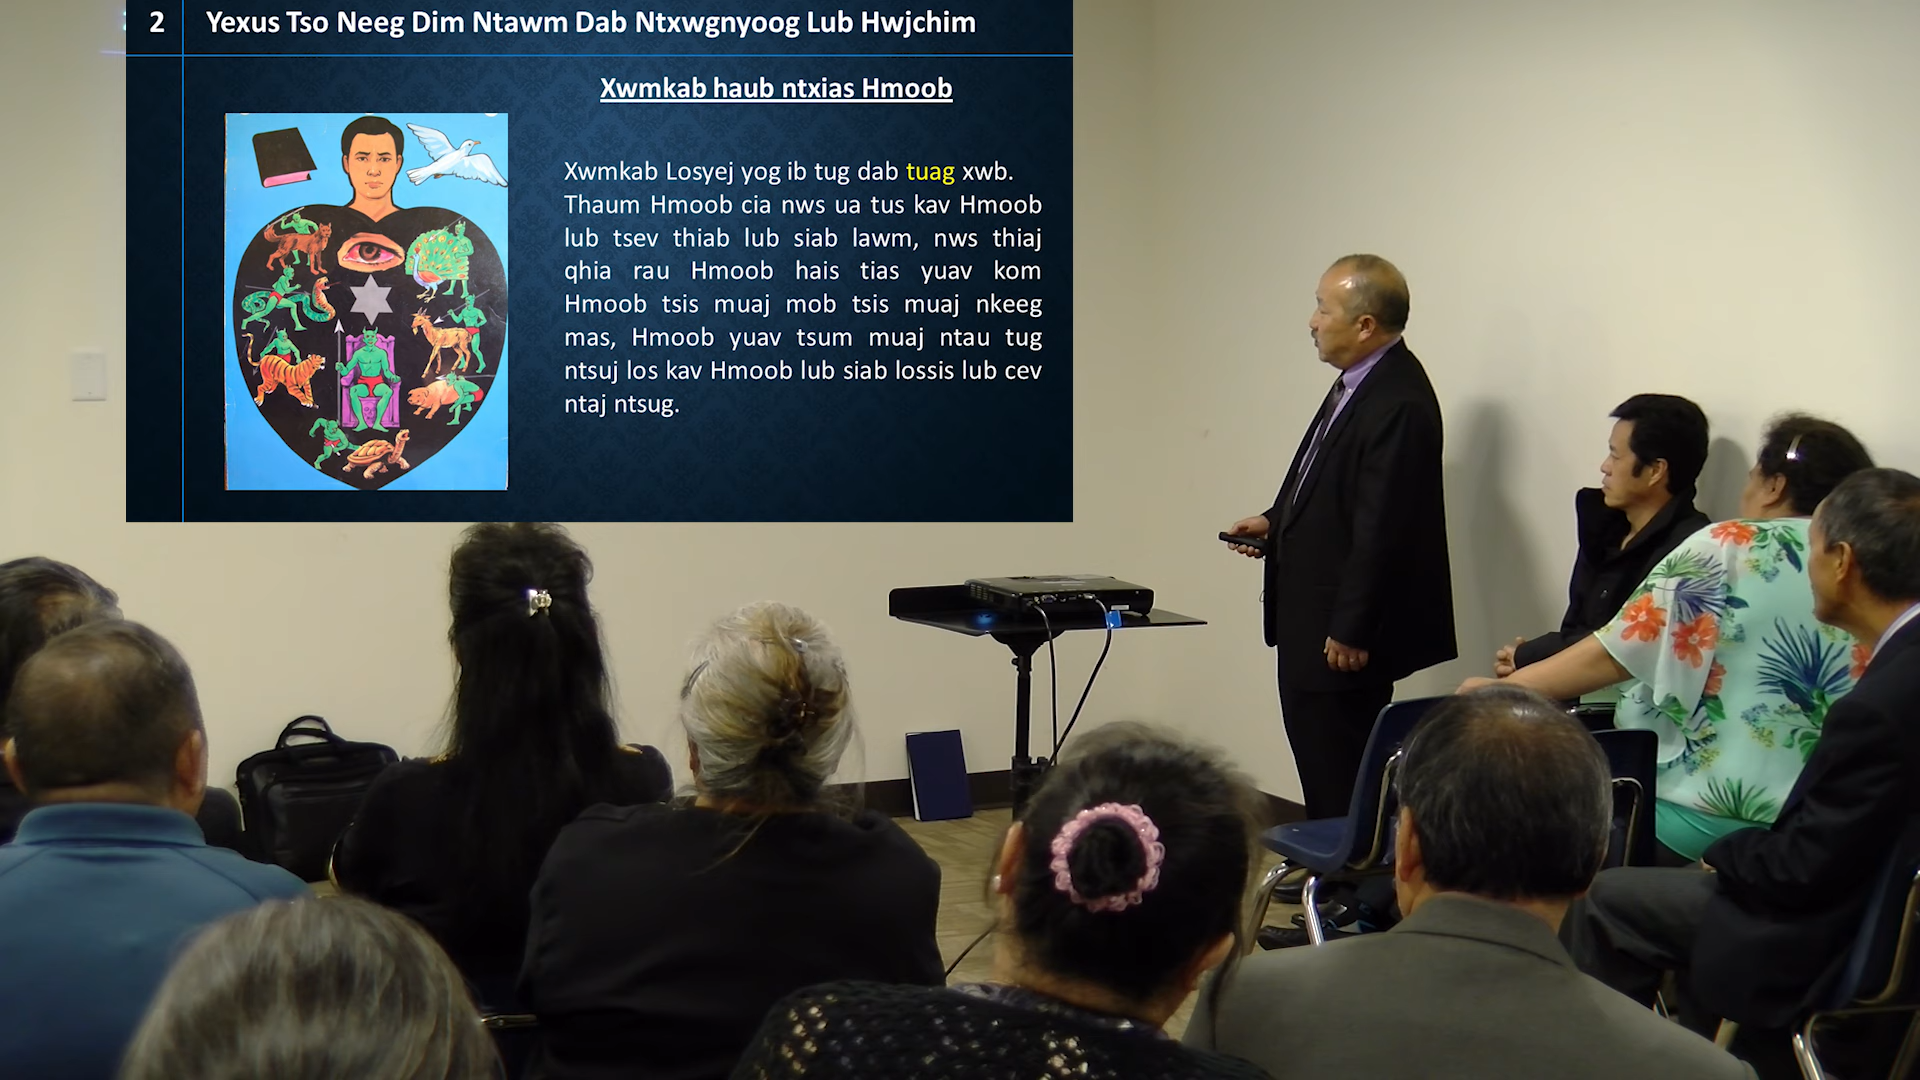 2 Yexus Tso Neeg Dim Ntawm Dab Ntxwgnyoog Lub Hwjchim
Xwmkab haub ntxias Hmoob
Xwmkab Losyej yog ib tug dab tuag xwb.
Thaum Hmoob cia nws ua tus kav Hmoob
lub tsev thiab lub siab lawm, nws thiaj
qhia rau Hmoob hais tias yuav kom
Hmoob tsis muaj mob tsis muaj nkeeg
mas, Hmoob yuav tsum muaj ntau tug
ntsuj los kav Hmoob lub siab lossis lub cev
ntaj ntsug.